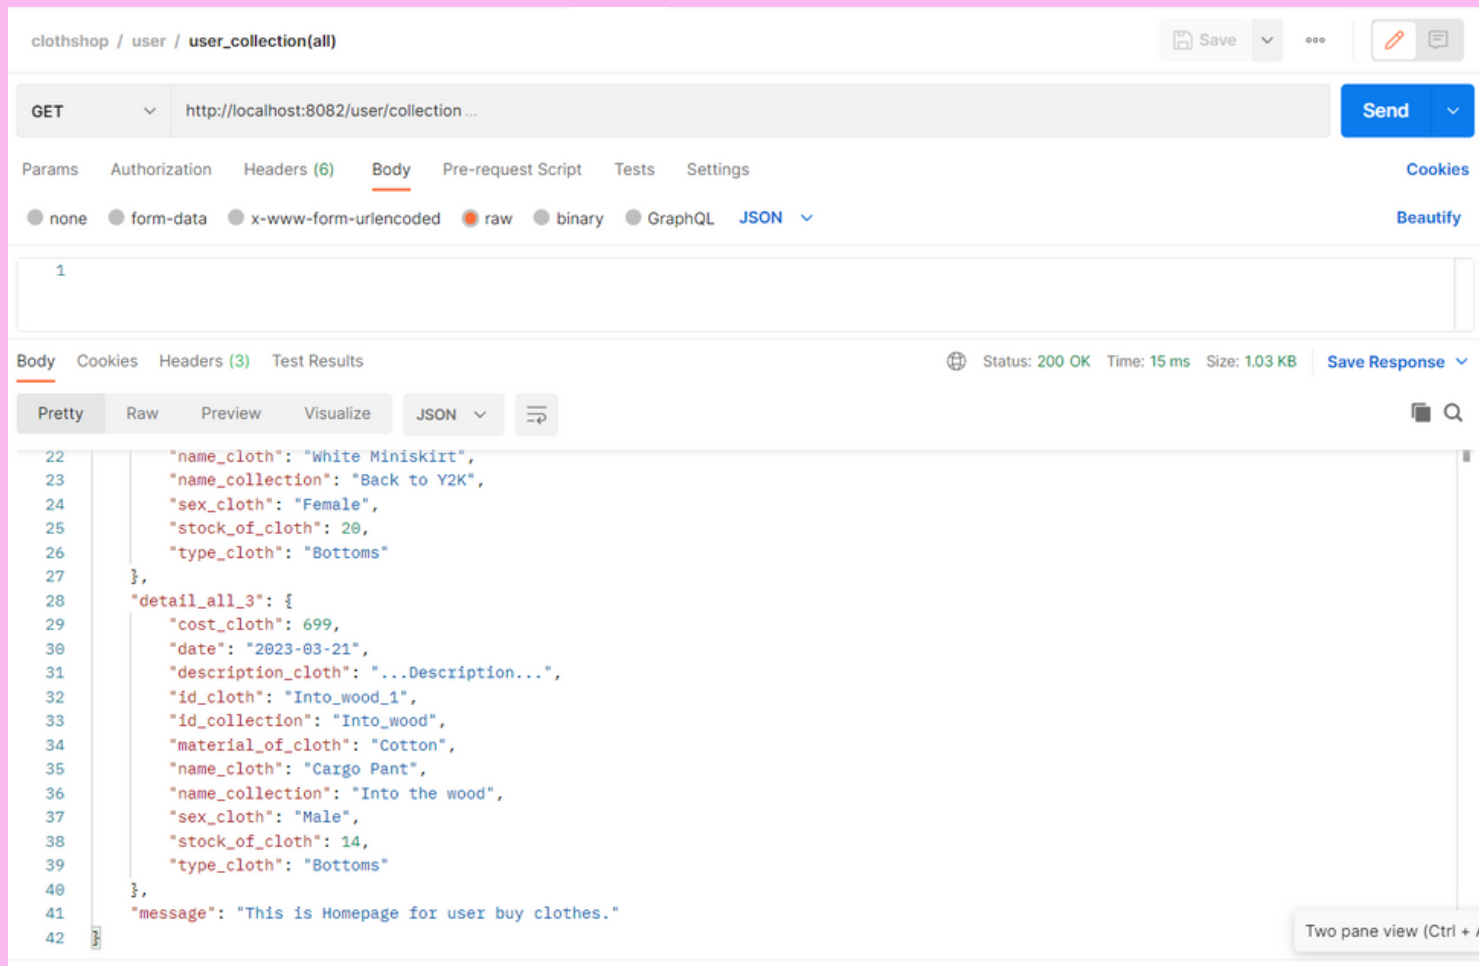 clothshop / user / user_collection(all)
Save
GET http://localhost:8082/user/collection ...
Send
Params Authorization Headers (6) Body Pre-request Script Tests Settings Cookies
none form-data x-www-form-urlencoded raw binary GraphQL JSON Beautify
1
Body Cookies Headers (3) Test Results Status: 200 OK Time: 15 ms Size: 1.03 KB Save Response
Pretty Raw Preview Visualize JSON
22 "name_cloth": "White Miniskirt",
23 "name_collection": "Back to Y2K",
24 "sex_cloth": "Female",
25 "stock_of_cloth": 20,
26 "type_cloth": "Bottoms"
27 },
28 "detail_all_3": {
29 "cost_cloth": 699,
30 "date": "2023-03-21",
31 "description_cloth": "...Description...",
32 "id_cloth": "Into_wood_1",
33 "id_collection": "Into_wood",
34 "material_of_cloth": "Cotton",
35 "name_cloth": "Cargo Pant",
36 "name_collection": "Into the wood",
37 "sex_cloth": "Male",
38 "stock_of_cloth": 14,
39 "type_cloth": "Bottoms"
40 },
41 "message": "This is Homepage for user buy clothes."
42 }
Two pane view (Ctrl +